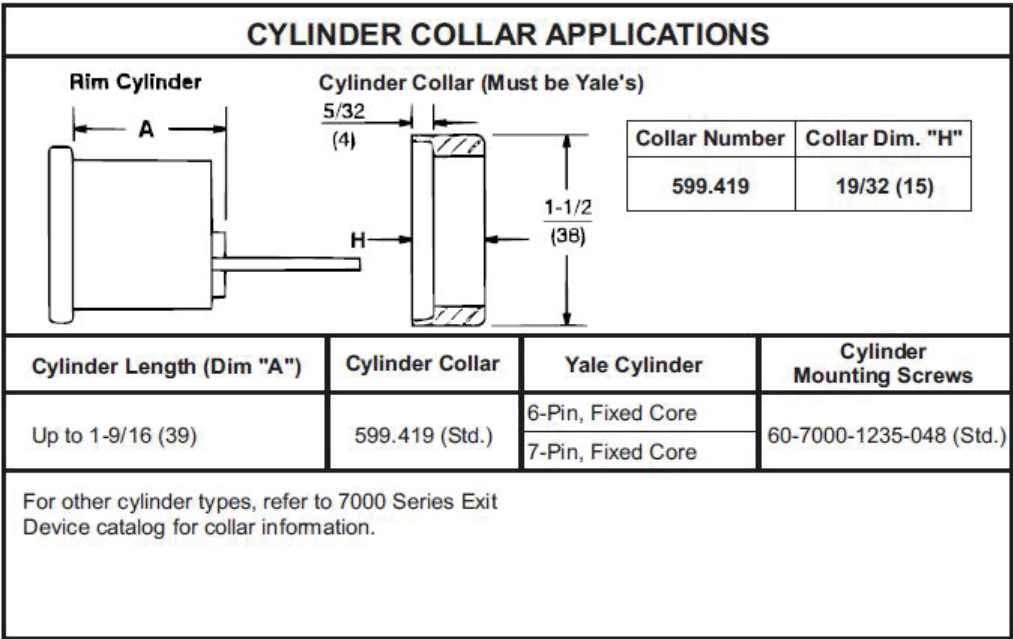 CYLINDER COLLAR APPLICATIONS
Rim Cylinder
Cylinder Collar (Must be Yale's)
A
5/32
(4)
H
1-1/2
(38)
Collar Number Collar Dim. "H"
599.419 19/32 (15)
Cylinder Length (Dim "A") Cylinder Collar Yale Cylinder Cylinder
Mounting Screws
Up to 1-9/16 (39) 599.419 (Std.) 6-Pin, Fixed Core 60-7000-1235-048 (Std.)
7-Pin, Fixed Core
For other cylinder types, refer to 7000 Series Exit
Device catalog for collar information.